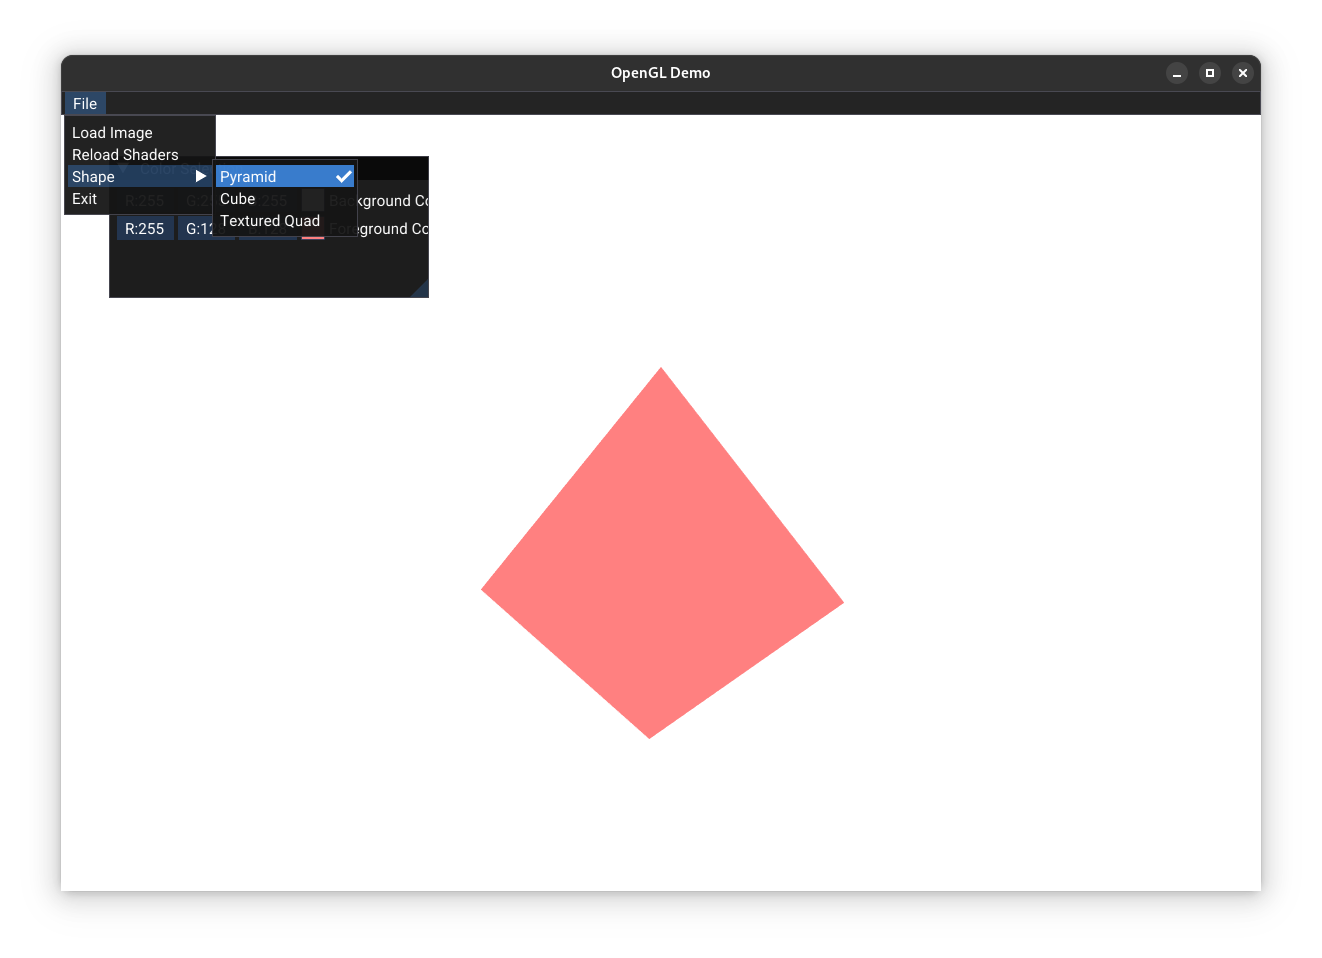 OpenGL Demo
File
Load Image
Reload Shaders
Shape
Exit
Pyramid
Cube
Textured Quad
R:255 G:2 255 Background Co
R:255 G:12 Foreground Co